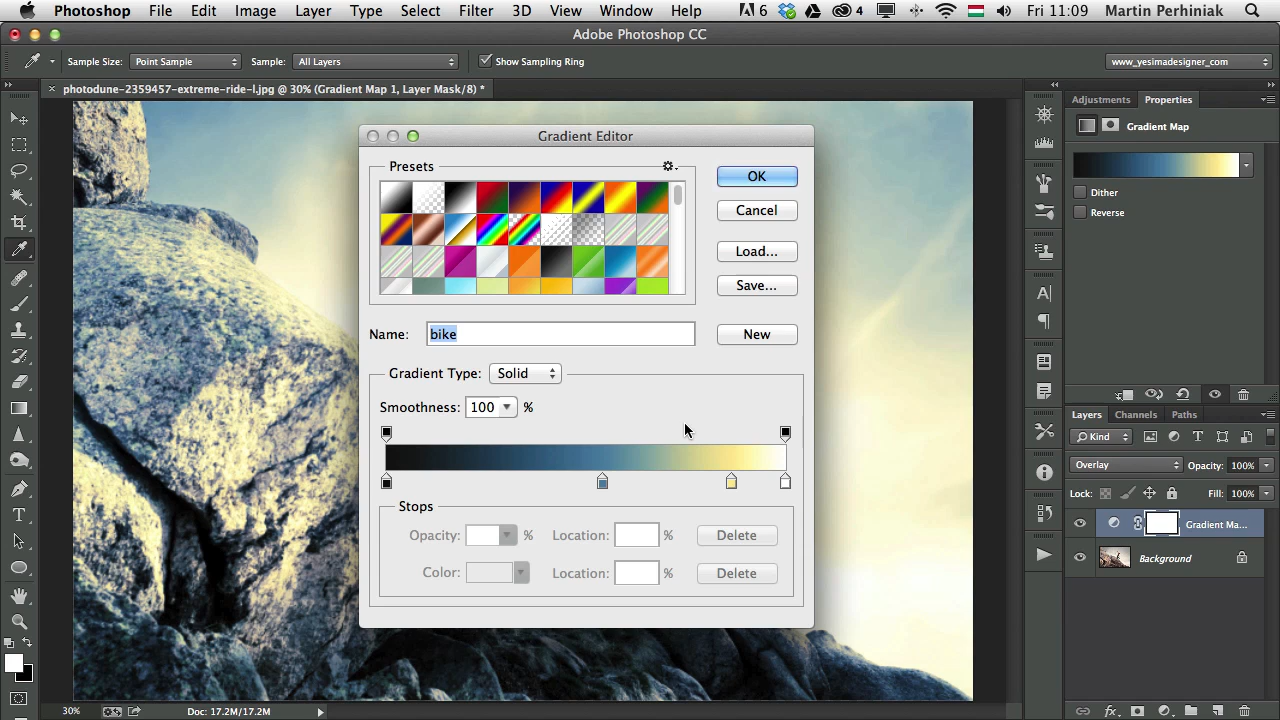 Photoshop File Edit Image Layer Type Select Filter 3D View Window Help 6 4 Fri 11:09 Martin Perhiniak
Adobe Photoshop CC
Sample Size: Point Sample Sample: All Layers Show Sampling Ring www_yesimadesigner_com
photodune-2359457-extreme-ride-l.jpg @ 30% (Gradient Map 1, Layer Mask/8) *
Adjustments Properties
Gradient Map
Dither
Reverse
Gradient Editor
Presets
OK
Cancel
Load...
Save...
Name: bike New
Gradient Type: Solid
Smoothness: 100 %
Stops
Opacity: % Location: % Delete
Color: Location: % Delete
Layers Channels Paths
Kind
Overlay Opacity: 100%
Lock: Fill: 100%
Gradient Ma...
Background
30% Doc: 17.2M/17.2M